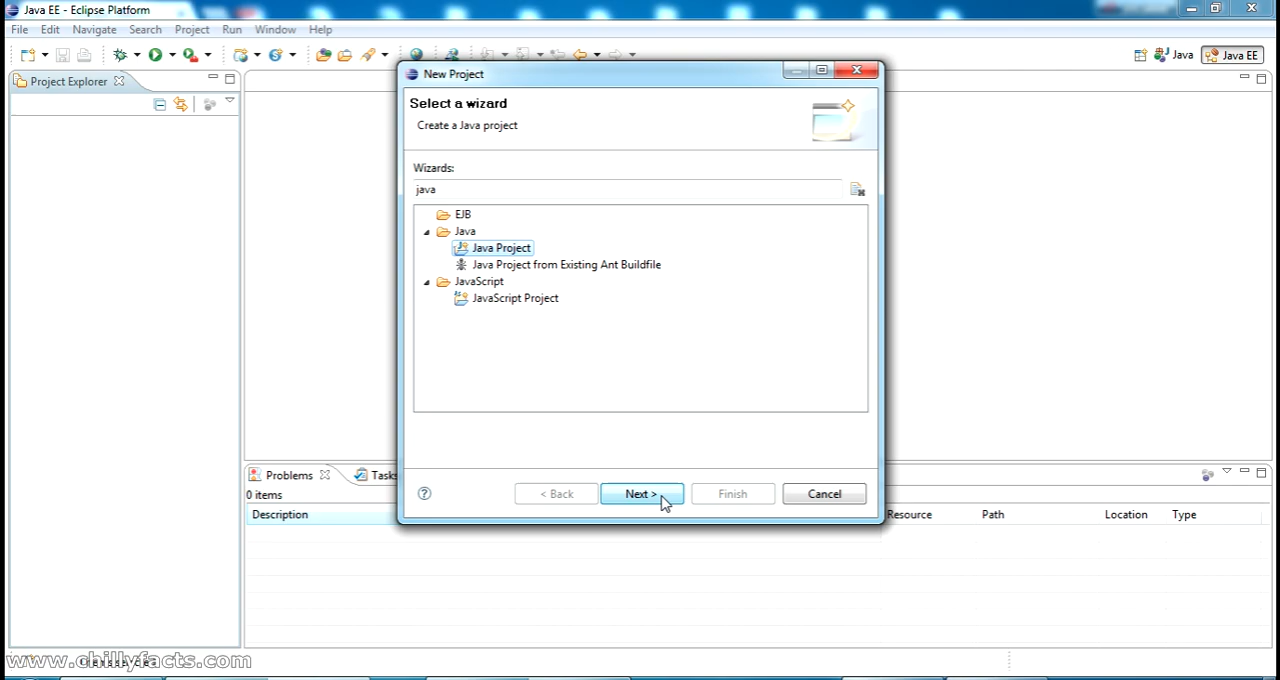 Java EE - Eclipse Platform
File Edit Navigate Search Project Run Window Help
Java Java EE
Project Explorer
New Project
Select a wizard
Create a Java project
Wizards:
java
EJB
Java
Java Project
Java Project from Existing Ant Buildfile
JavaScript
JavaScript Project
< Back Next > Finish Cancel
Problems Tasks
0 items
Description Resource Path Location Type
www.chillyfacts.com